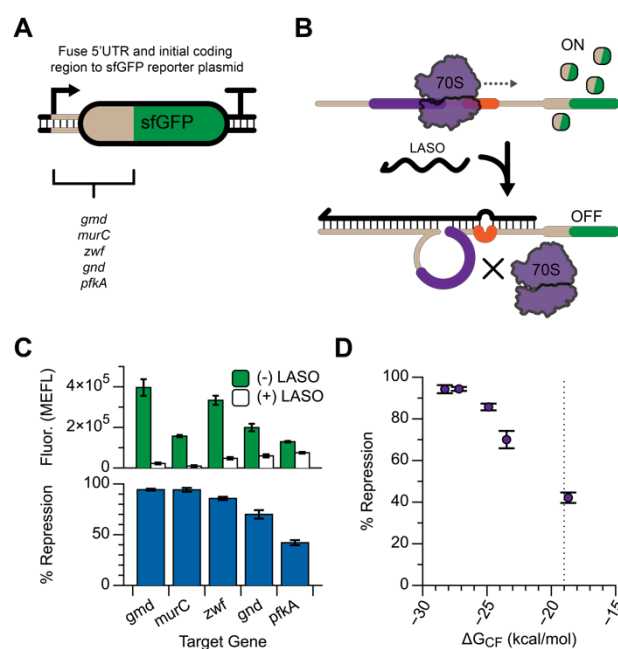 A
Fuse 5'UTR and initial coding
region to sfGFP reporter plasmid
sfGFP
gmd
murC
zwf
gnd
pfkA
B
70S
ON
LASO
OFF
70S
C
Fluor. (MEFL)
4×10⁵
2×10⁵
0
(-) LASO
(+) LASO
% Repression
100
50
0
gmd
murC
zwf
gnd
pfkA
Target Gene
D
% Repression
100
80
60
40
20
0
−30
−25
−20
−15
ΔG_CF (kcal/mol)